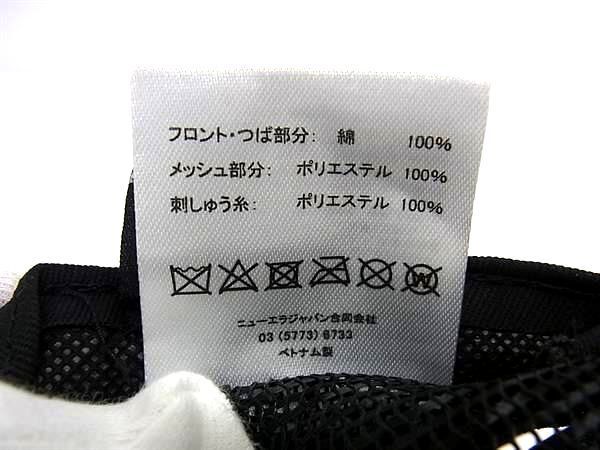 フロント・つば部分: 綿 100%
メッシュ部分: ポリエステル 100%
刺しゅう糸: ポリエステル 100%
W
ニューエラジャパン合同会社
03 (5773) 6733
ベトナム製